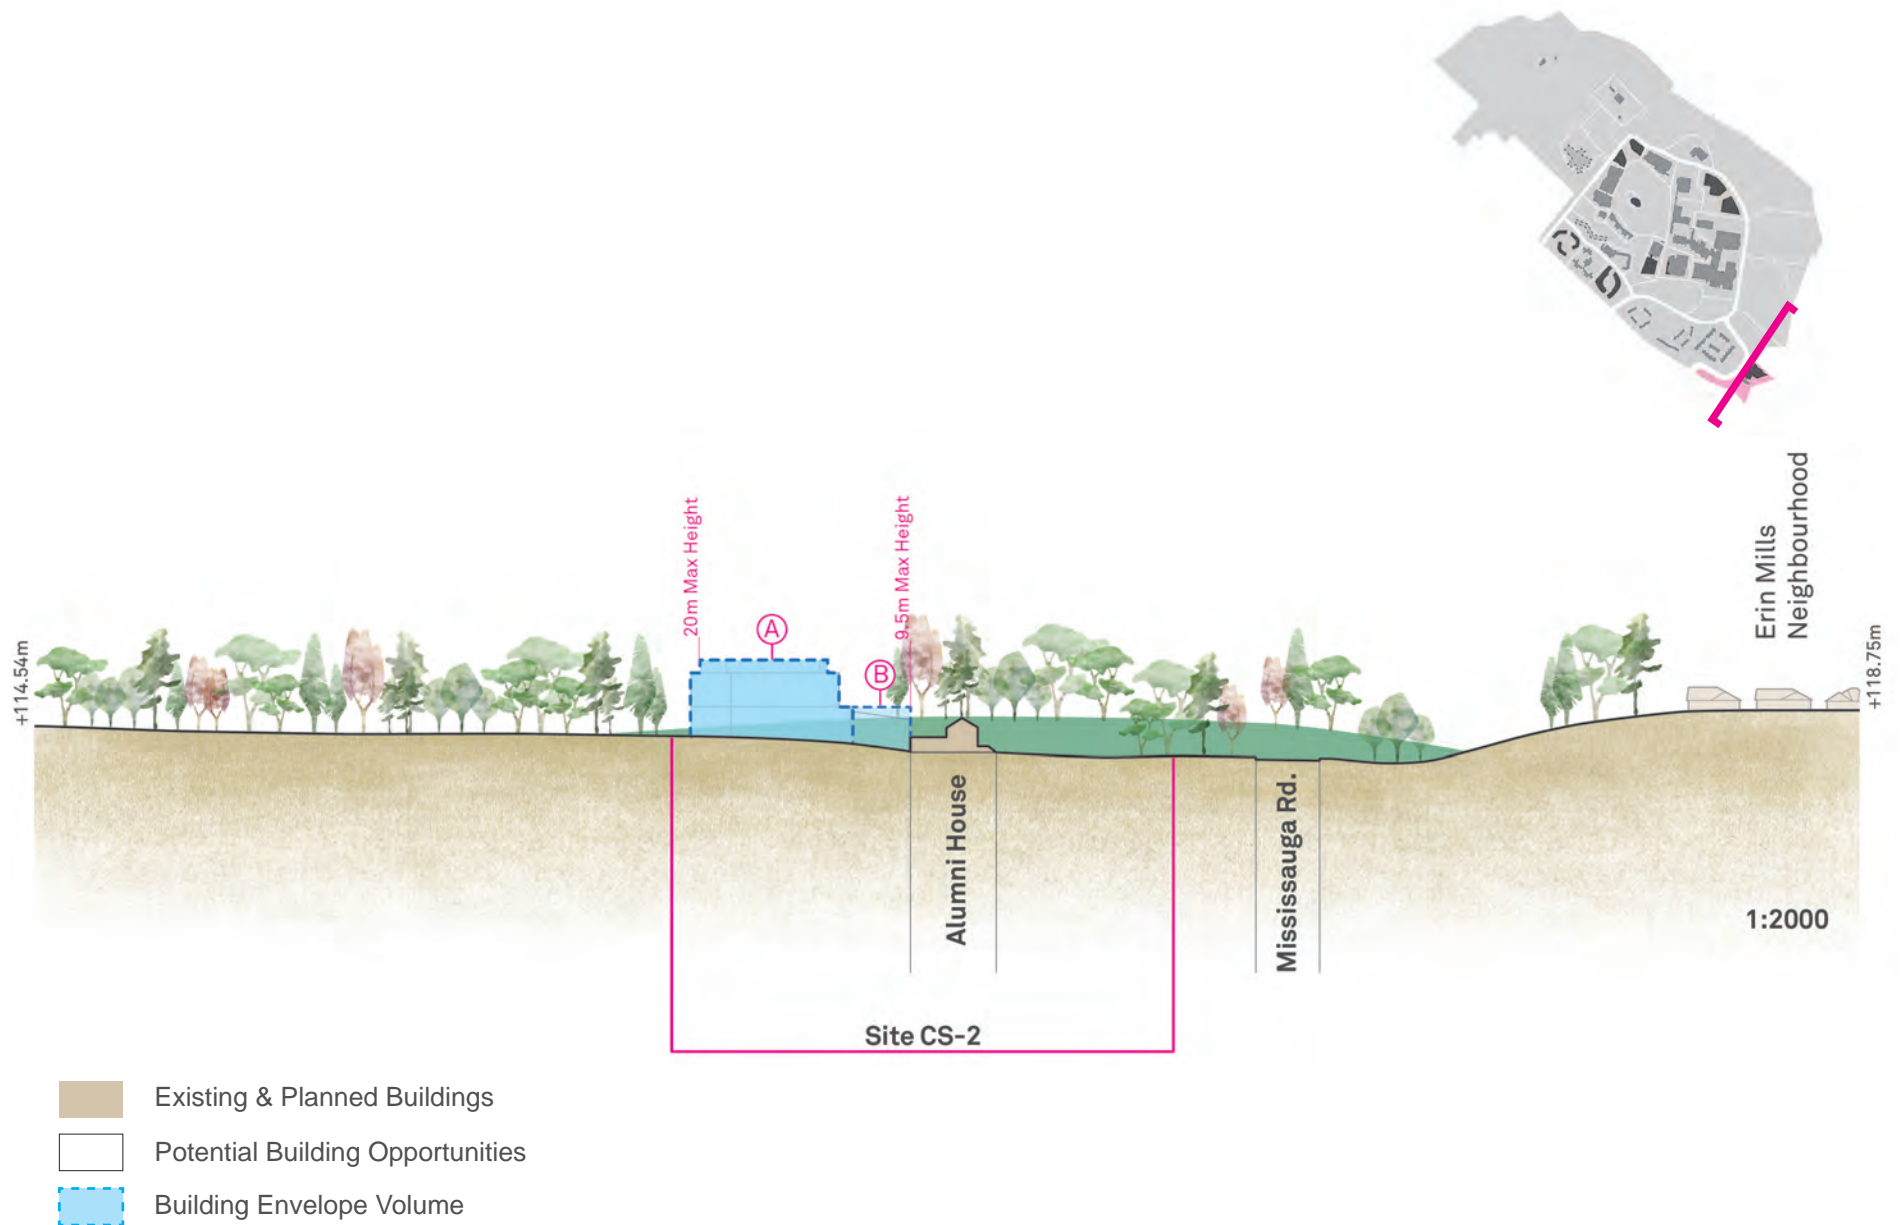 Erin Mills
Neighbourhood
20m Max Height
9.5m Max Height
A
B
+114.54m
+118.75m
Alumni House
Mississauga Rd.
1:2000
Site CS-2
Existing & Planned Buildings
Potential Building Opportunities
Building Envelope Volume